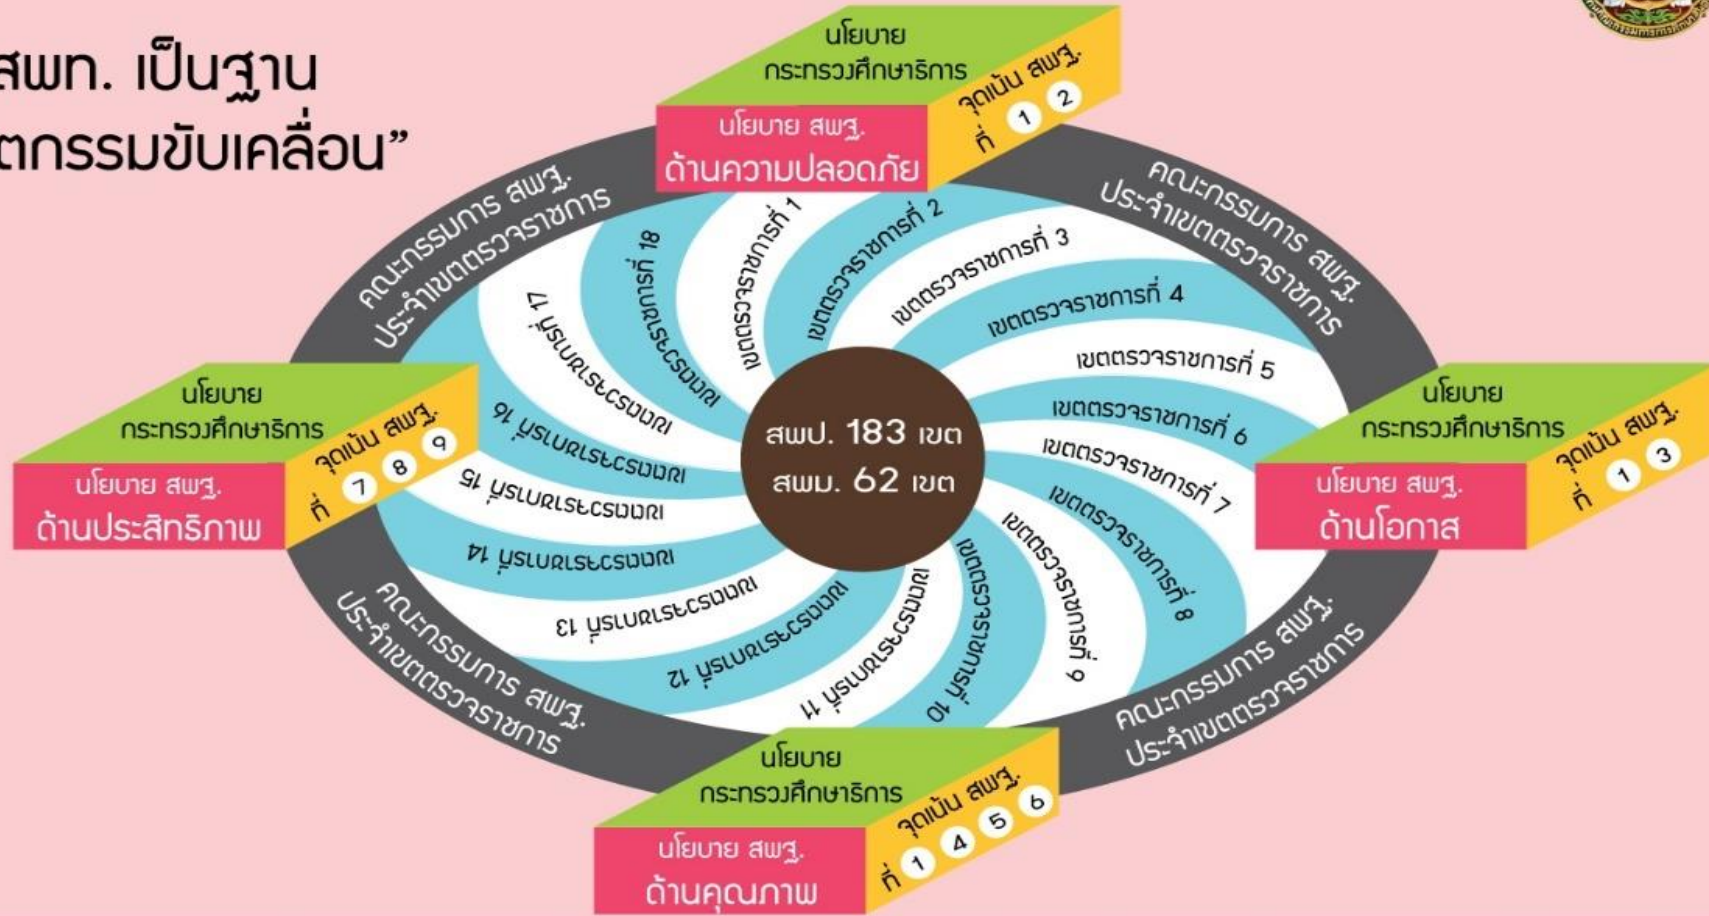 สพท. เป็นฐาน
ตกรรมขับเคลื่อน”
นโยบาย
กระทรวงศึกษาธิการ
นโยบาย สพฐ.
ด้านความปลอดภัย
จุดเน้น สพฐ.
ที่ 1 2
คณะกรรมการ สพฐ.
ประจำเขตตรวจราชการ
คณะกรรมการ สพฐ.
ประจำเขตตรวจราชการ
เขตตรวจราชการที่ 1
เขตตรวจราชการที่ 2
เขตตรวจราชการที่ 3
เขตตรวจราชการที่ 4
เขตตรวจราชการที่ 5
เขตตรวจราชการที่ 6
เขตตรวจราชการที่ 7
เขตตรวจราชการที่ 8
เขตตรวจราชการที่ 9
เขตตรวจราชการที่ 10
เขตตรวจราชการที่ 11
เขตตรวจราชการที่ 12
เขตตรวจราชการที่ 13
เขตตรวจราชการที่ 14
เขตตรวจราชการที่ 15
เขตตรวจราชการที่ 16
เขตตรวจราชการที่ 17
เขตตรวจราชการที่ 18
สพป. 183 เขต
สพม. 62 เขต
นโยบาย
กระทรวงศึกษาธิการ
นโยบาย สพฐ.
ด้านประสิทธิภาพ
จุดเน้น สพฐ.
ที่ 7 8 9
นโยบาย
กระทรวงศึกษาธิการ
นโยบาย สพฐ.
ด้านโอกาส
จุดเน้น สพฐ.
ที่ 1 3
คณะกรรมการ สพฐ.
ประจำเขตตรวจราชการ
คณะกรรมการ สพฐ.
ประจำเขตตรวจราชการ
นโยบาย
กระทรวงศึกษาธิการ
นโยบาย สพฐ.
ด้านคุณภาพ
จุดเน้น สพฐ.
ที่ 1 4 5 6